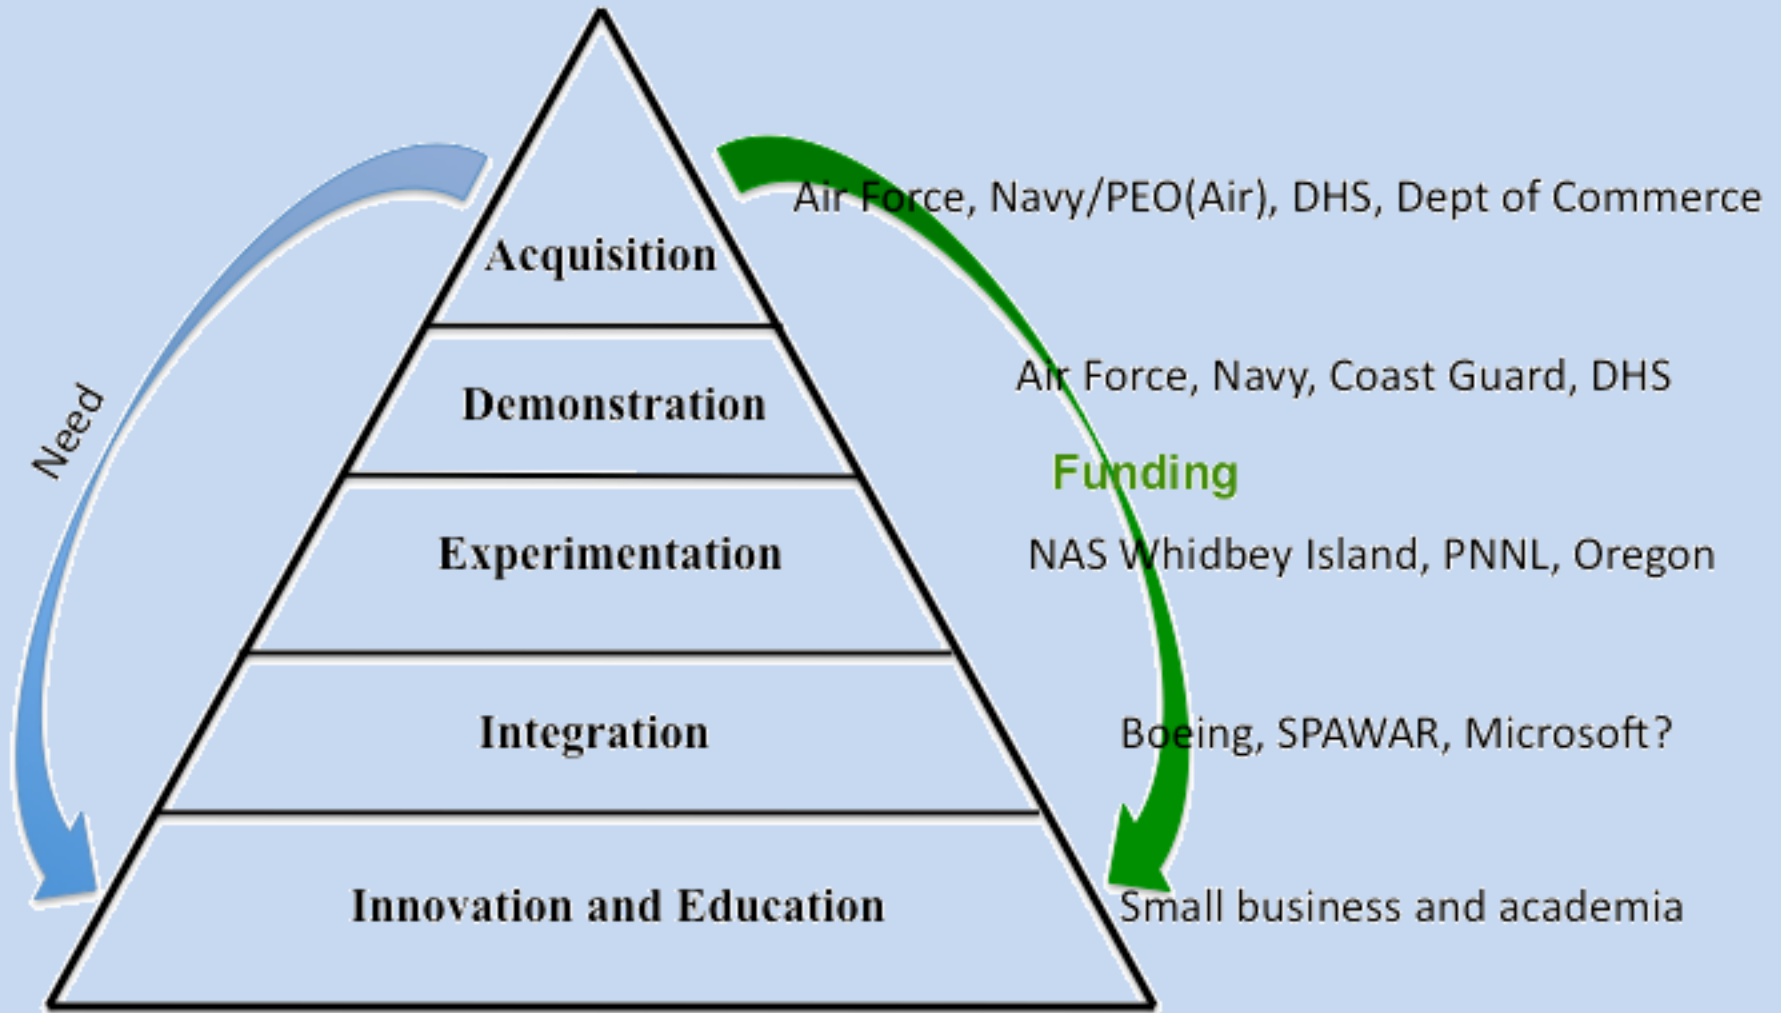 Air Force, Navy/PEO(Air), DHS, Dept of Commerce
Acquisition
Air Force, Navy, Coast Guard, DHS
Demonstration
Need
Funding
Experimentation
NAS Whidbey Island, PNNL, Oregon
Integration
Boeing, SPAWAR, Microsoft?
Innovation and Education
Small business and academia